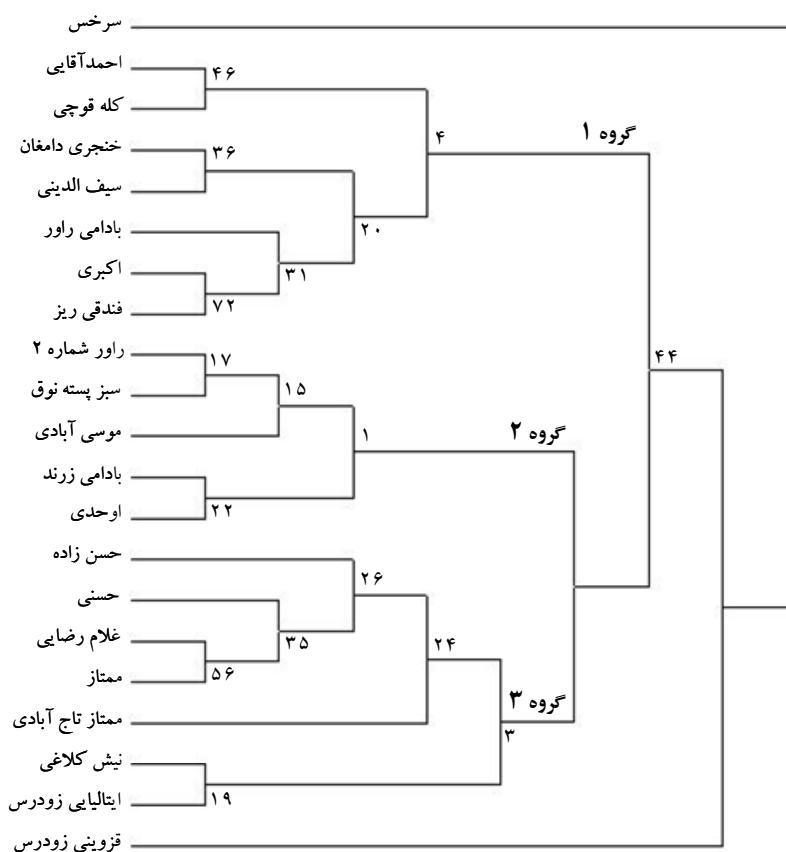 سرخس
احمدآقایی
۴۶
کله قوچی
۴
گروه ۱
خنجری دامغان
۳۶
سیف الدینی
۲۰
بادامی راور
۳۱
اکبری
۷۲
فندقی ریز
راور شماره ۲
۱۷
۴۴
سبز پسته نوق
۱۵
موسی آبادی
۱
گروه ۲
بادامی زرند
۲۲
اوحدی
حسن زاده
۲۶
حسنی
۳۵
غلام رضایی
۲۴
۵۶
ممتاز
گروه ۳
ممتاز تاج آبادی
۳
نیش کلاغی
۱۹
ایتالیایی زودرس
قزوینی زودرس